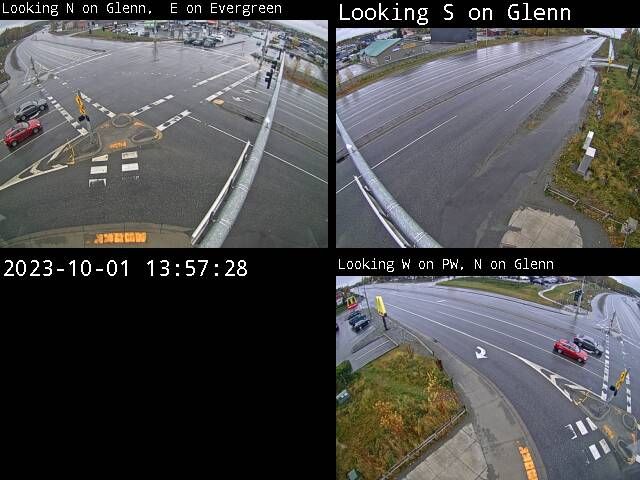 Looking N on Glenn,  E on Evergreen
Looking S on Glenn
2023-10-01 13:57:28
Looking W on PW, N on Glenn